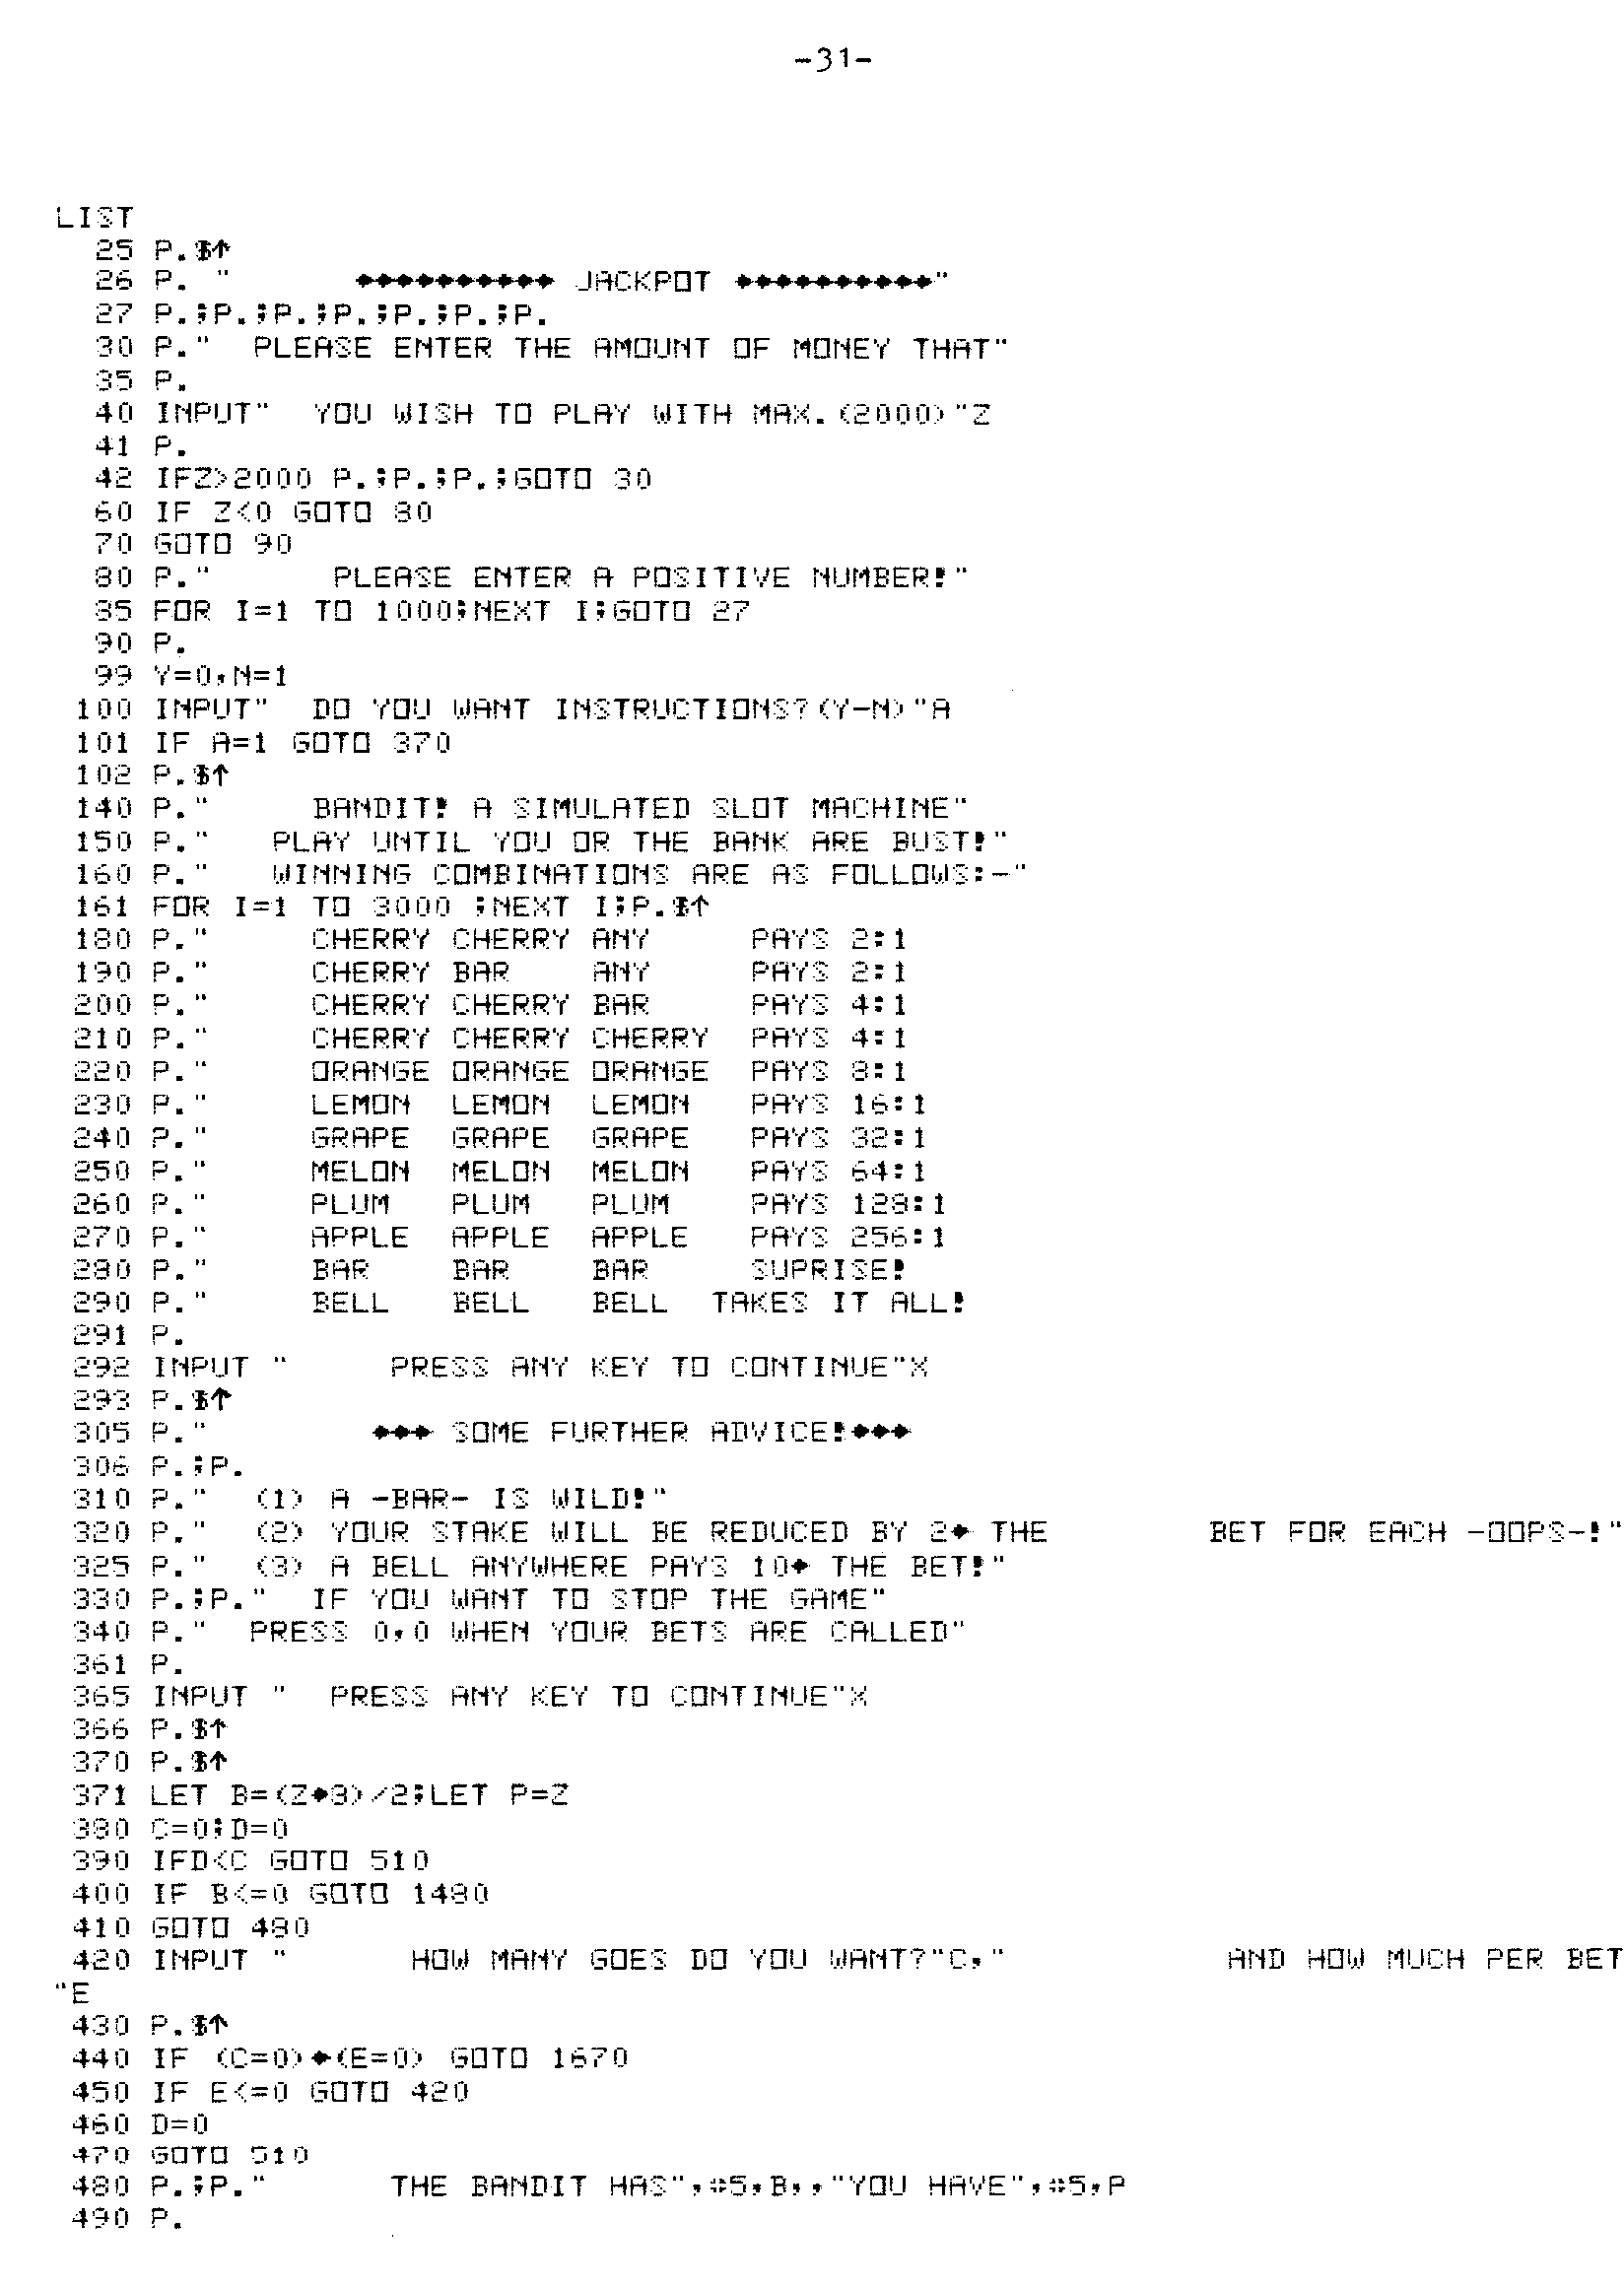 -31-
LIST
25 P.$↑
26 P. "       ********** JACKPOT **********"
27 P.;P.;P.;P.;P.;P.;P.
30 P."  PLEASE ENTER THE AMOUNT OF MONEY THAT"
35 P.
40 INPUT"  YOU WISH TO PLAY WITH MAX.(2000)"Z
41 P.
42 IFZ>2000 P.;P.;P.;GOTO 30
60 IF Z<0 GOTO 80
70 GOTO 90
80 P."      PLEASE ENTER A POSITIVE NUMBER!"
85 FOR I=1 TO 1000;NEXT I;GOTO 27
90 P.
99 Y=0,N=1
100 INPUT"  DO YOU WANT INSTRUCTIONS?(Y-N)"A
101 IF A=1 GOTO 370
102 P.$↑
140 P."     BANDIT! A SIMULATED SLOT MACHINE"
150 P."   PLAY UNTIL YOU OR THE BANK ARE BUST!"
160 P."   WINNING COMBINATIONS ARE AS FOLLOWS:-"
161 FOR I=1 TO 3000 ;NEXT I;P.$↑
180 P."     CHERRY CHERRY ANY     PAYS 2:1
190 P."     CHERRY BAR    ANY     PAYS 2:1
200 P."     CHERRY CHERRY BAR     PAYS 4:1
210 P."     CHERRY CHERRY CHERRY  PAYS 4:1
220 P."     ORANGE ORANGE ORANGE  PAYS 8:1
230 P."     LEMON  LEMON  LEMON   PAYS 16:1
240 P."     GRAPE  GRAPE  GRAPE   PAYS 32:1
250 P."     MELON  MELON  MELON   PAYS 64:1
260 P."     PLUM   PLUM   PLUM    PAYS 128:1
270 P."     APPLE  APPLE  APPLE   PAYS 256:1
280 P."     BAR    BAR    BAR     SUPRISE!
290 P."     BELL   BELL   BELL  TAKES IT ALL!
291 P.
292 INPUT "     PRESS ANY KEY TO CONTINUE"X
293 P.$↑
305 P."        *** SOME FURTHER ADVICE!***
306 P.;P.
310 P."  (1) A -BAR- IS WILD!"
320 P."  (2) YOUR STAKE WILL BE REDUCED BY 2* THE        BET FOR EACH -OOPS-!"
325 P."  (3) A BELL ANYWHERE PAYS 10* THE BET!"
330 P.;P."  IF YOU WANT TO STOP THE GAME"
340 P."  PRESS 0,0 WHEN YOUR BETS ARE CALLED"
361 P.
365 INPUT "  PRESS ANY KEY TO CONTINUE"X
366 P.$↑
370 P.$↑
371 LET B=(Z*3)/2;LET P=Z
380 C=0;D=0
390 IFD<C GOTO 510
400 IF B<=0 GOTO 1480
410 GOTO 480
420 INPUT "      HOW MANY GOES DO YOU WANT?"C,"           AND HOW MUCH PER BET
"E
430 P.$↑
440 IF (C=0)*(E=0) GOTO 1670
450 IF E<=0 GOTO 420
460 D=0
470 GOTO 510
480 P.;P."      THE BANDIT HAS",#5,B,,"YOU HAVE",#5,P
490 P.